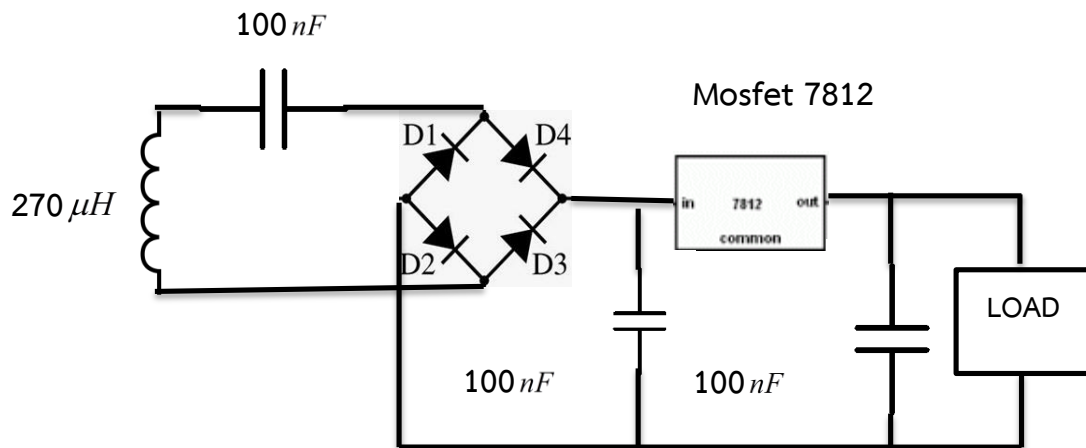 100 nF
Mosfet 7812
D1 D4
270 μH
in 7812 out
common
D2 D3
LOAD
100 nF 100 nF